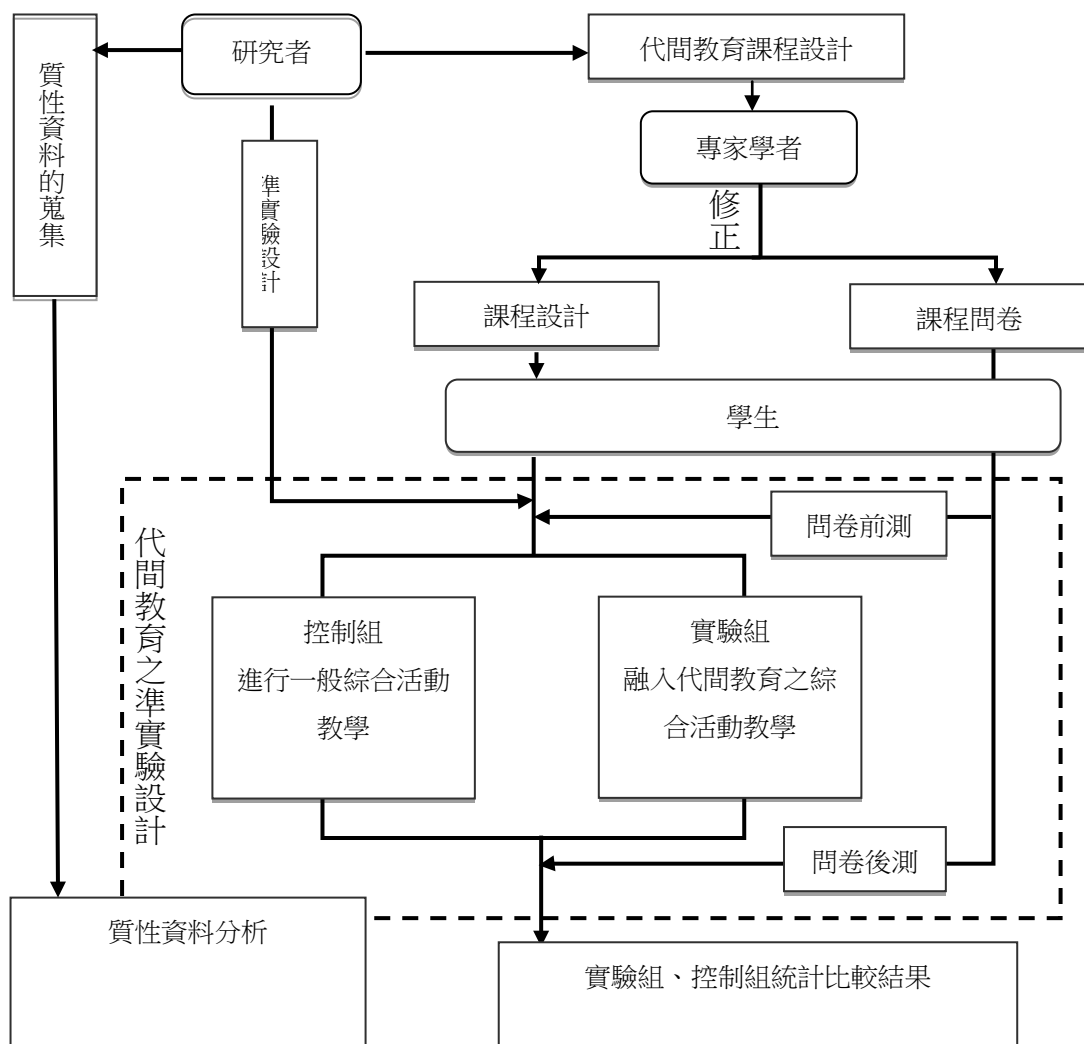 研究者
代間教育課程設計
質性資料的蒐集
專家學者
準實驗設計
修正
課程設計
課程問卷
學生
問卷前測
代間教育之準實驗設計
控制組
進行一般綜合活動
教學
實驗組
融入代間教育之綜
合活動教學
問卷後測
質性資料分析
實驗組、控制組統計比較結果